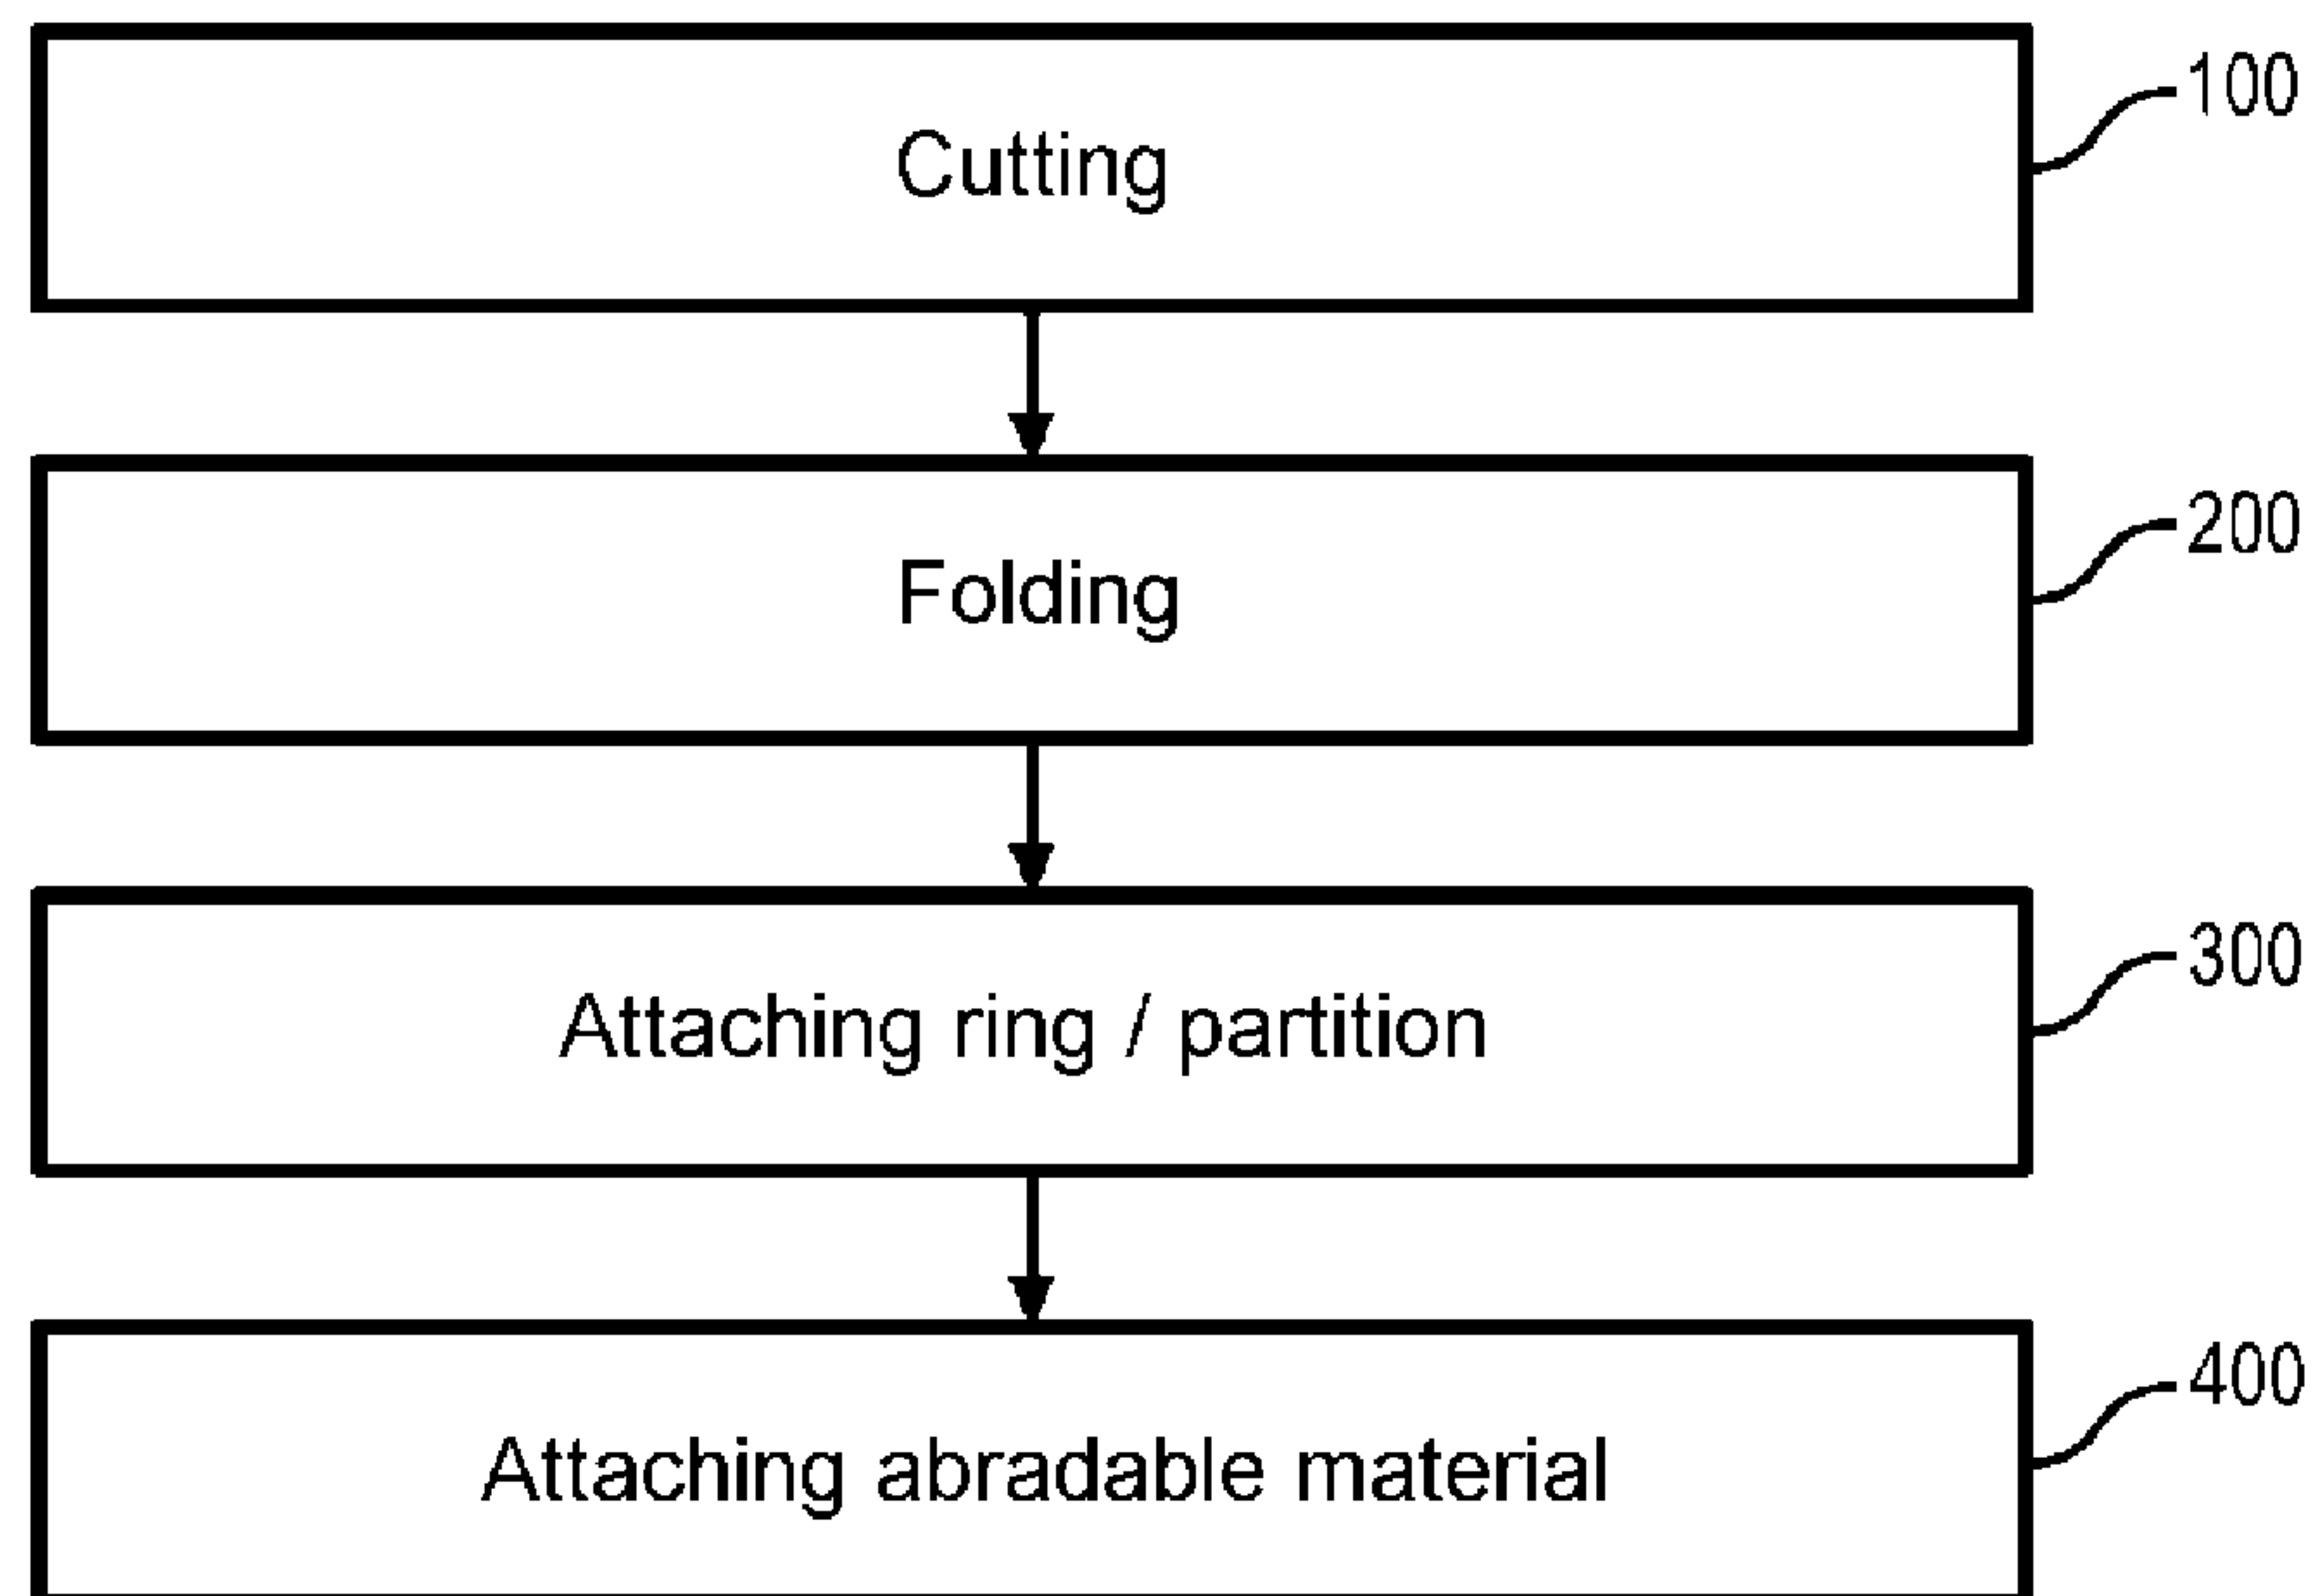 Cutting
100
Folding
200
Attaching ring / partition
300
Attaching abradable material
400